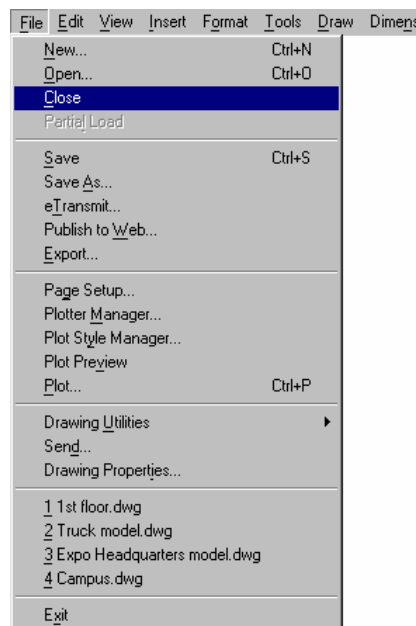 File Edit View Insert Format Tools Draw Dimens
New... Ctrl+N
Open... Ctrl+O
Close
Partial Load
Save Ctrl+S
Save As...
eTransmit...
Publish to Web...
Export...
Page Setup...
Plotter Manager...
Plot Style Manager...
Plot Preview
Plot... Ctrl+P
Drawing Utilities
Send...
Drawing Properties...
1 1st floor.dwg
2 Truck model.dwg
3 Expo Headquarters model.dwg
4 Campus.dwg
Exit